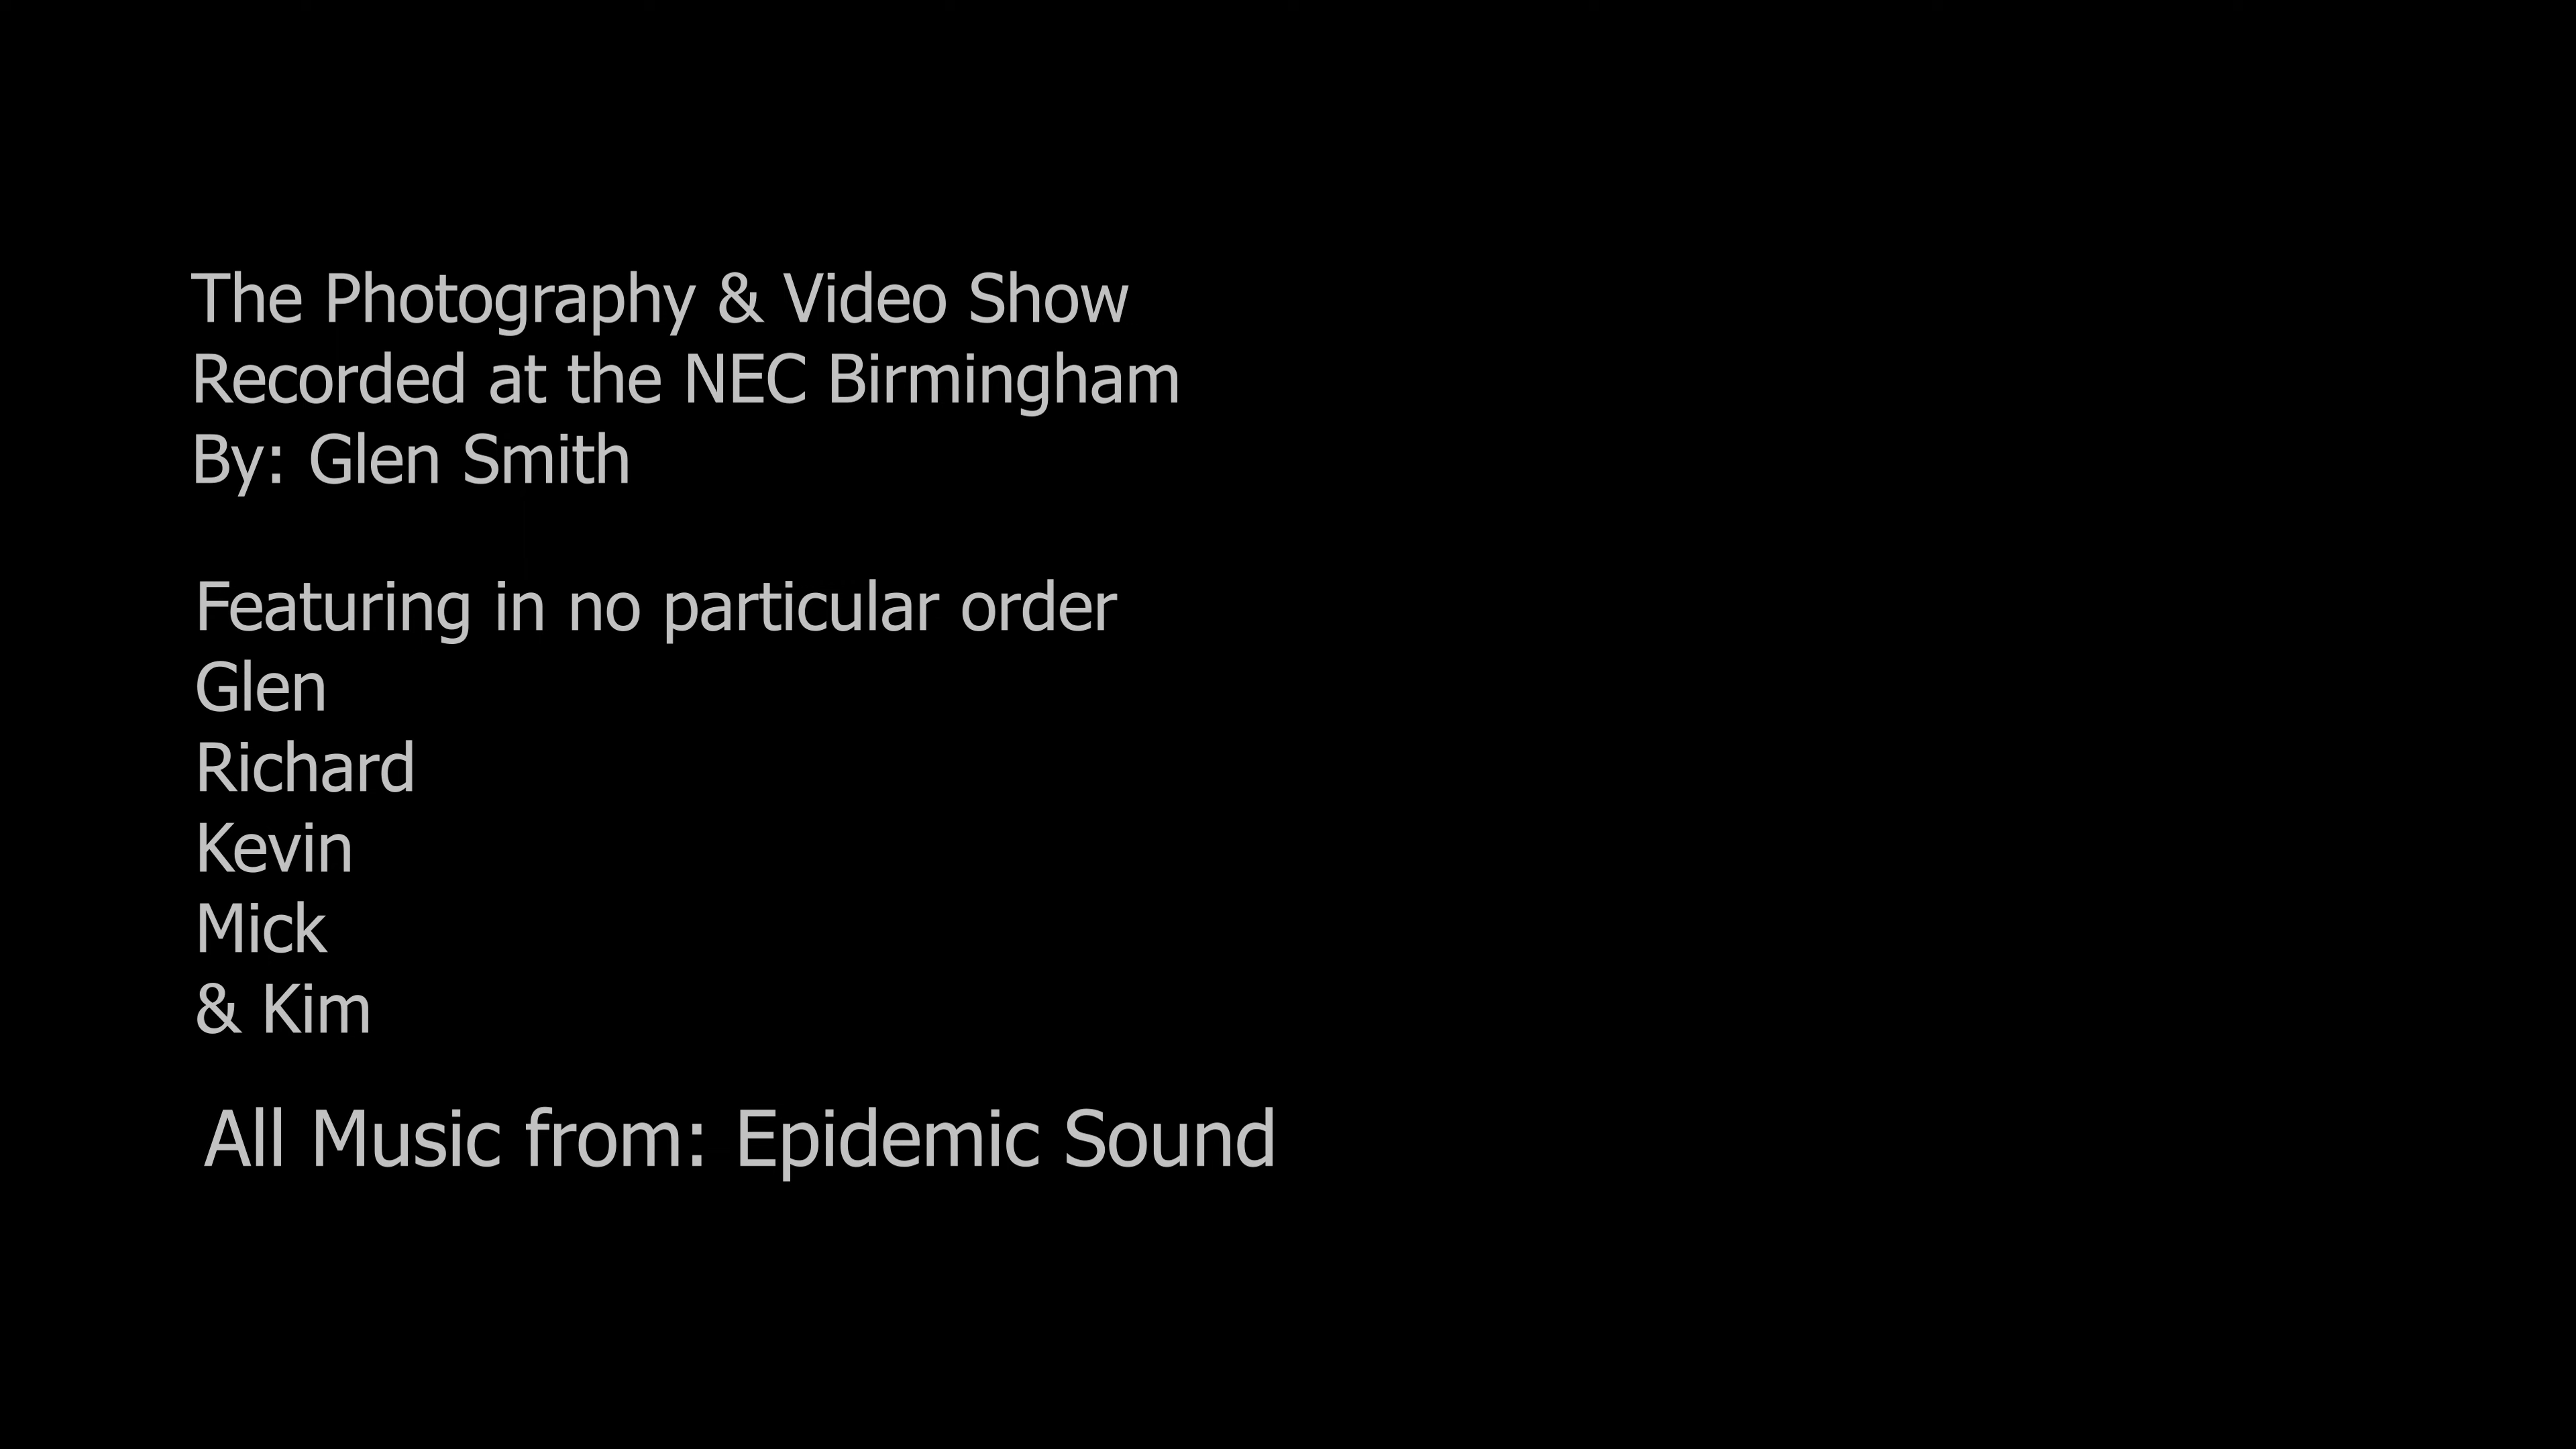 The Photography & Video Show
Recorded at the NEC Birmingham
By: Glen Smith
Featuring in no particular order
Glen
Richard
Kevin
Mick
& Kim
All Music from: Epidemic Sound